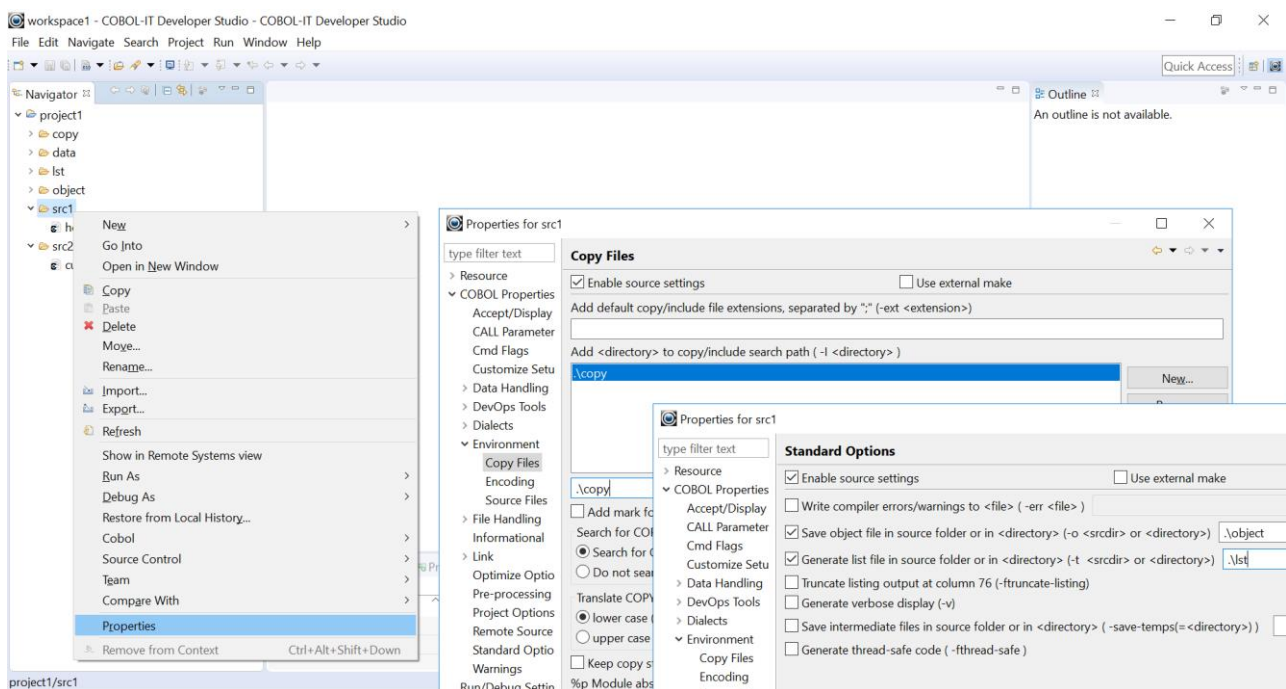 workspace1 - COBOL-IT Developer Studio - COBOL-IT Developer Studio
File Edit Navigate Search Project Run Window Help
Quick Access
Navigator
project1
copy
data
lst
object
src1
src2
New
Go Into
Open in New Window
Copy
Paste
Delete
Move...
Rename...
Import...
Export...
Refresh
Show in Remote Systems view
Run As
Debug As
Restore from Local History...
Cobol
Source Control
Team
Compare With
Properties
Remove from Context Ctrl+Alt+Shift+Down
project1/src1
Outline
An outline is not available.
Properties for src1
type filter text
Resource
COBOL Properties
Accept/Display
CALL Parameter
Cmd Flags
Customize Setu
Data Handling
DevOps Tools
Dialects
Environment
Copy Files
Encoding
Source Files
File Handling
Informational
Link
Optimize Optio
Pre-processing
Project Options
Remote Source
Standard Optio
Warnings
Run/Debug Settin
Copy Files
Enable source settings Use external make
Add default copy/include file extensions, separated by ";" (-ext <extension>)
Add <directory> to copy/include search path ( -I <directory> )
.\copy
New...
.\copy
Add mark fo
Search for COP
Search for
Do not sear
Translate COPY
lower case (
upper case
Keep copy s
%p Module abs
Properties for src1
type filter text
Resource
COBOL Properties
Accept/Display
CALL Parameter
Cmd Flags
Customize Setu
Data Handling
DevOps Tools
Dialects
Environment
Copy Files
Encoding
Standard Options
Enable source settings Use external make
Write compiler errors/warnings to <file> ( -err <file> )
Save object file in source folder or in <directory> (-o <srcdir> or <directory>) .\object
Generate list file in source folder or in <directory> (-t <srcdir> or <directory>) .\lst
Truncate listing output at column 76 (-ftruncate-listing)
Generate verbose display (-v)
Save intermediate files in source folder or in <directory> ( -save-temps(=<directory>) )
Generate thread-safe code ( -fthread-safe )